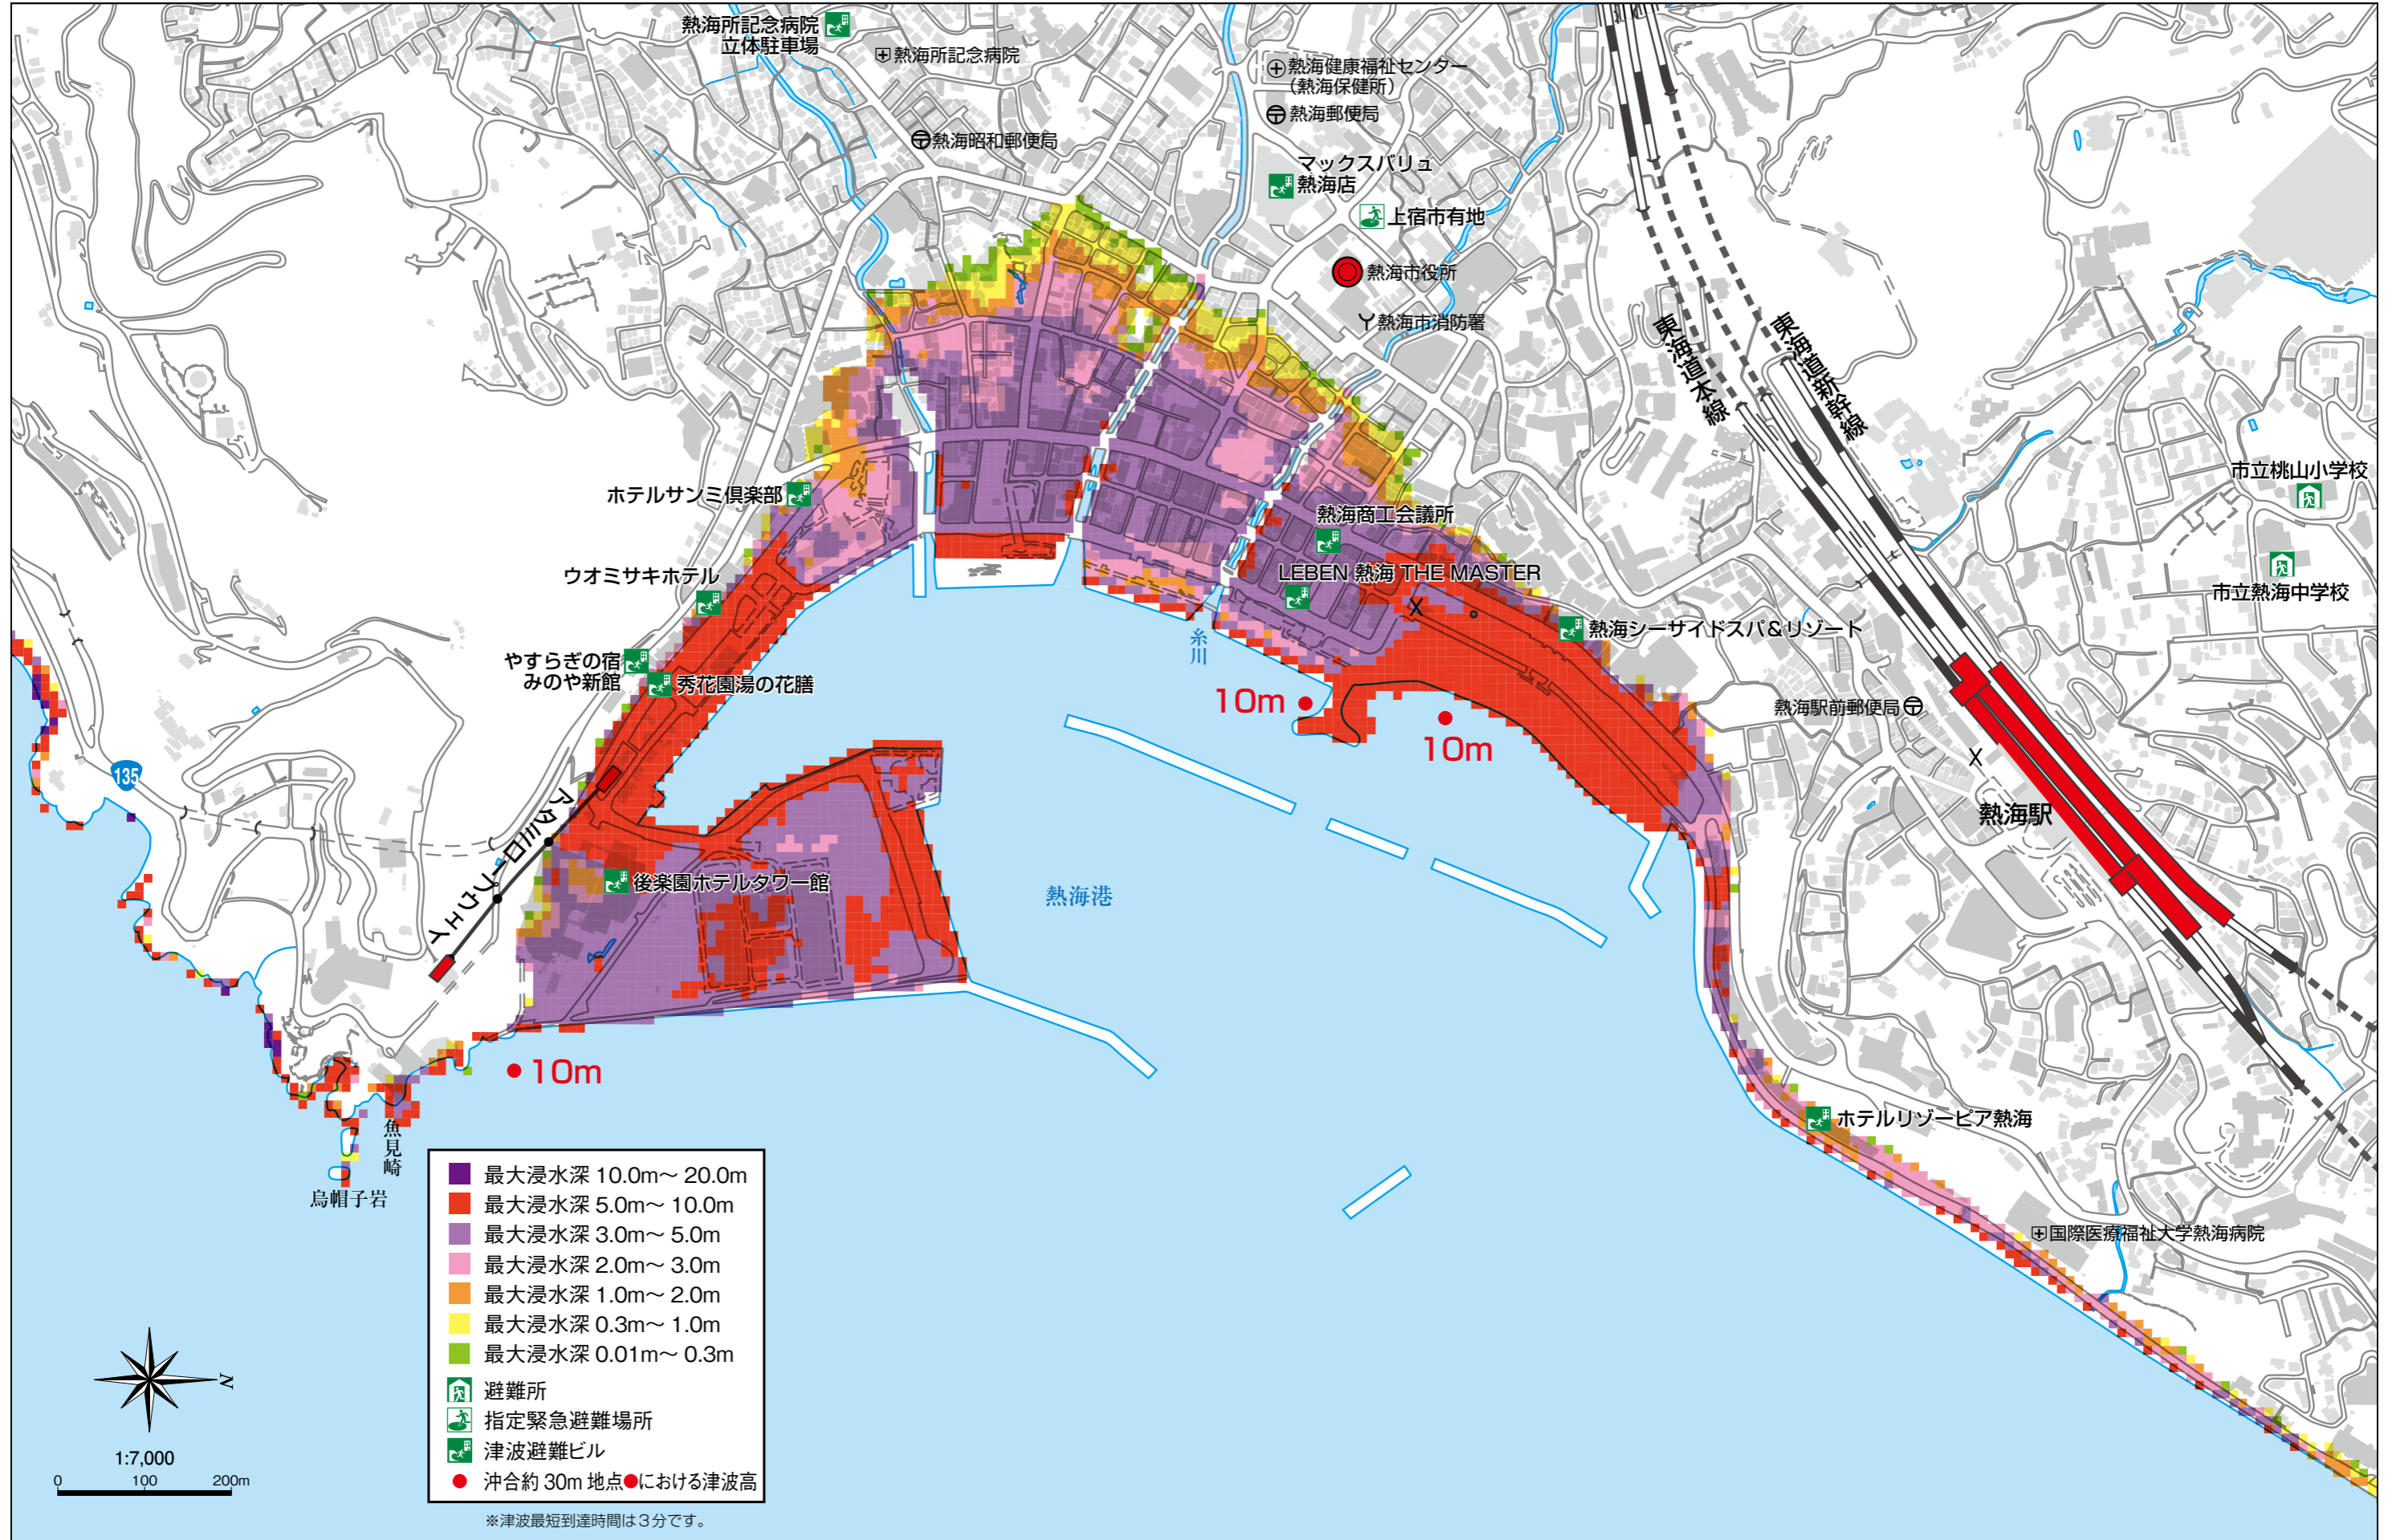 熱海所記念病院
立体駐車場
熱海所記念病院
熱海健康福祉センター
(熱海保健所)
熱海郵便局
熱海昭和郵便局
マックスバリュ
熱海店
上宿市有地
熱海市役所
熱海市消防署
東海道本線
東海道新幹線
市立桃山小学校
市立熱海中学校
ホテルサンミ倶楽部
熱海商工会議所
LEBEN 熱海 THE MASTER
ウオミサキホテル
熱海シーサイドスパ&リゾート
糸川
やすらぎの宿
みのや新館
秀花園湯の花膳
10m
10m
熱海駅前郵便局
135
アタミロープウェイ
熱海駅
後楽園ホテルタワー館
熱海港
10m
ホテルリゾーピア熱海
魚見崎
烏帽子岩
国際医療福祉大学熱海病院
最大浸水深 10.0m~ 20.0m
最大浸水深 5.0m~ 10.0m
最大浸水深 3.0m~ 5.0m
最大浸水深 2.0m~ 3.0m
最大浸水深 1.0m~ 2.0m
最大浸水深 0.3m~ 1.0m
最大浸水深 0.01m~ 0.3m
避難所
指定緊急避難場所
津波避難ビル
沖合約 30m 地点●における津波高
※津波最短到達時間は3分です。
N
1:7,000
0 100 200m